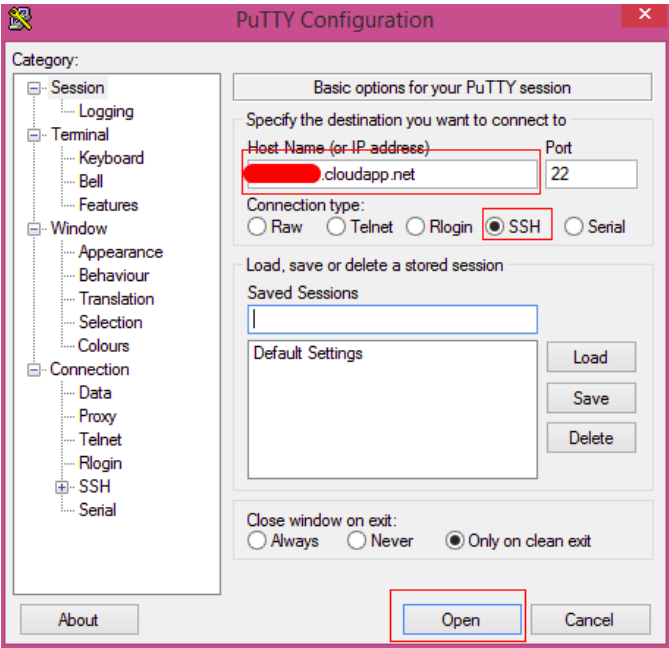 PuTTY Configuration
Category:
Session
Logging
Terminal
Keyboard
Bell
Features
Window
Appearance
Behaviour
Translation
Selection
Colours
Connection
Data
Proxy
Telnet
Rlogin
SSH
Serial
Basic options for your PuTTY session
Specify the destination you want to connect to
Host Name (or IP address) Port
.cloudapp.net 22
Connection type:
Raw Telnet Rlogin SSH Serial
Load, save or delete a stored session
Saved Sessions
Default Settings
Load
Save
Delete
Close window on exit:
Always Never Only on clean exit
About Open Cancel